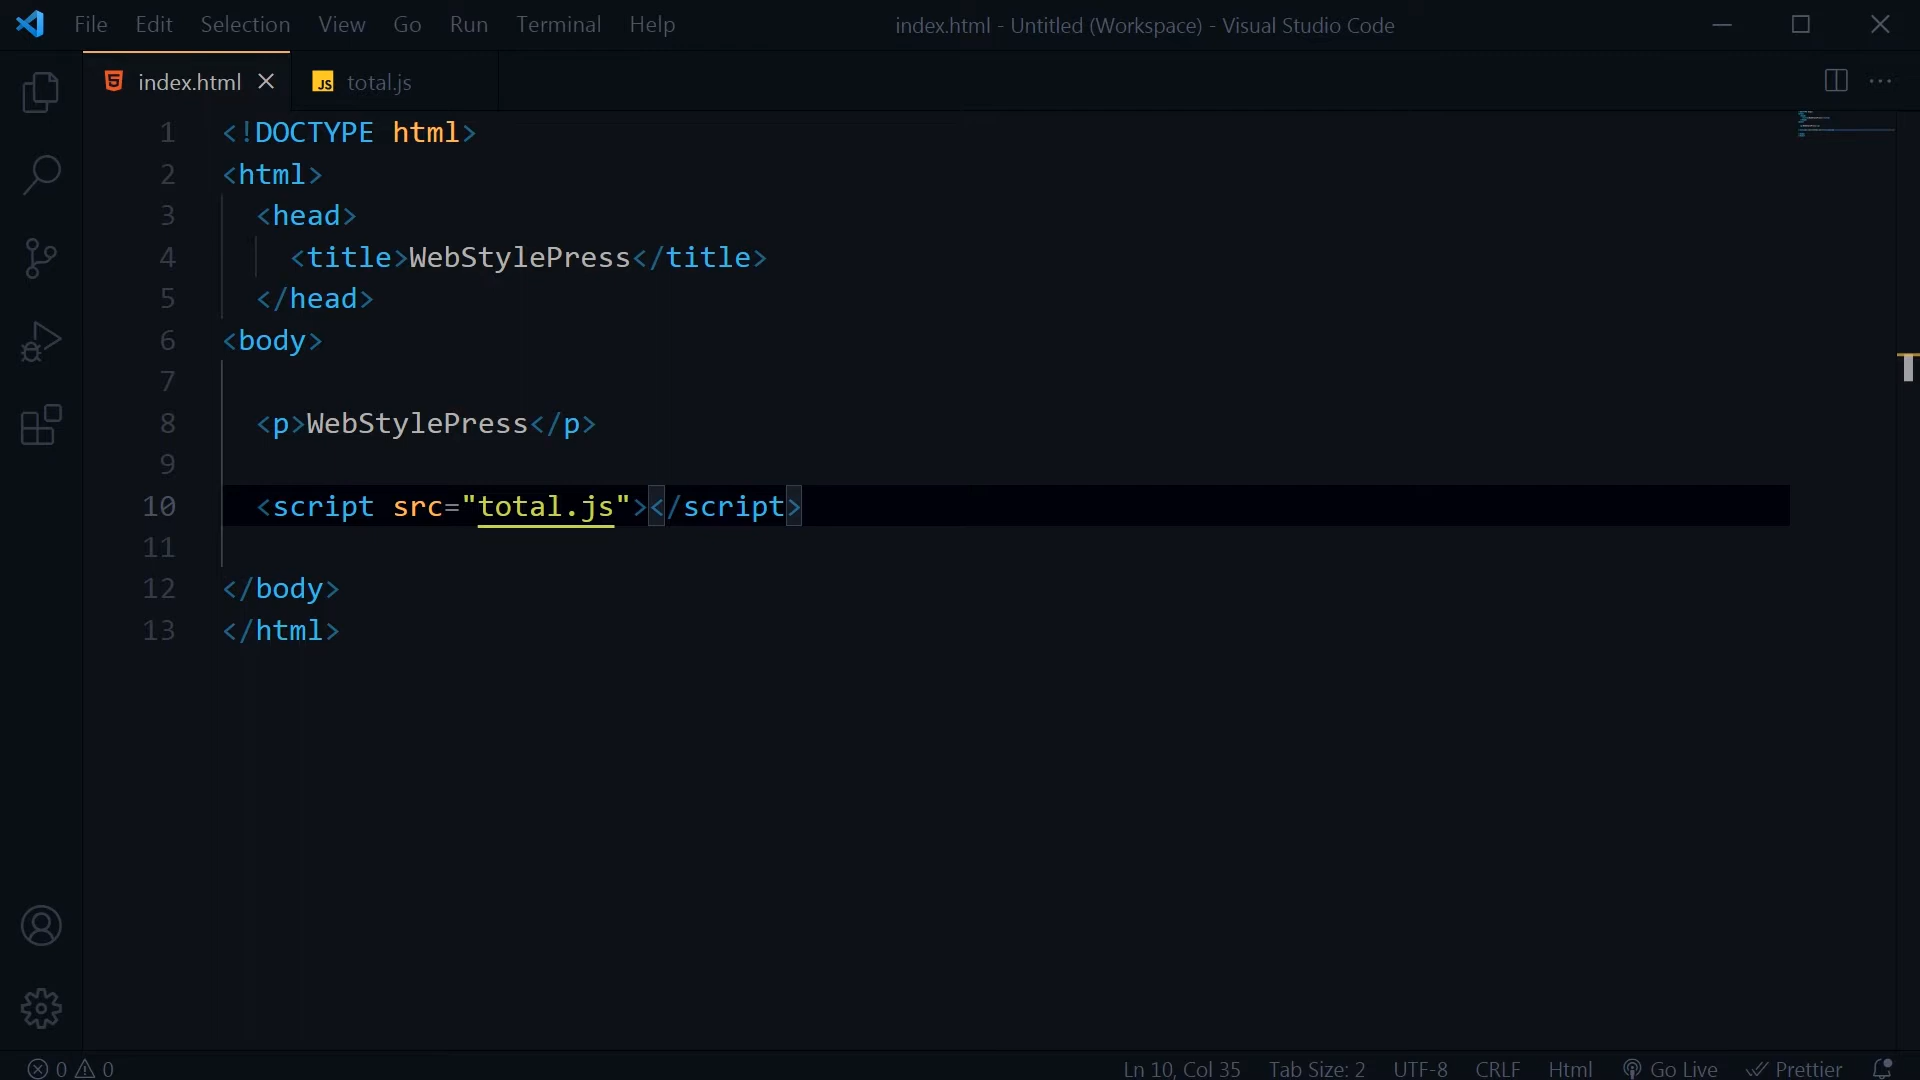 File Edit Selection View Go Run Terminal Help index.html - Untitled (Workspace) - Visual Studio Code
index.html JS total.js
1 <!DOCTYPE html>
2 <html>
3 <head>
4 <title>WebStylePress</title>
5 </head>
6 <body>
7
8 <p>WebStylePress</p>
9
10 <script src="total.js"></script>
11
12 </body>
13 </html>
0 0 Ln 10, Col 35 Tab Size: 2 UTF-8 CRLF Html Go Live Prettier